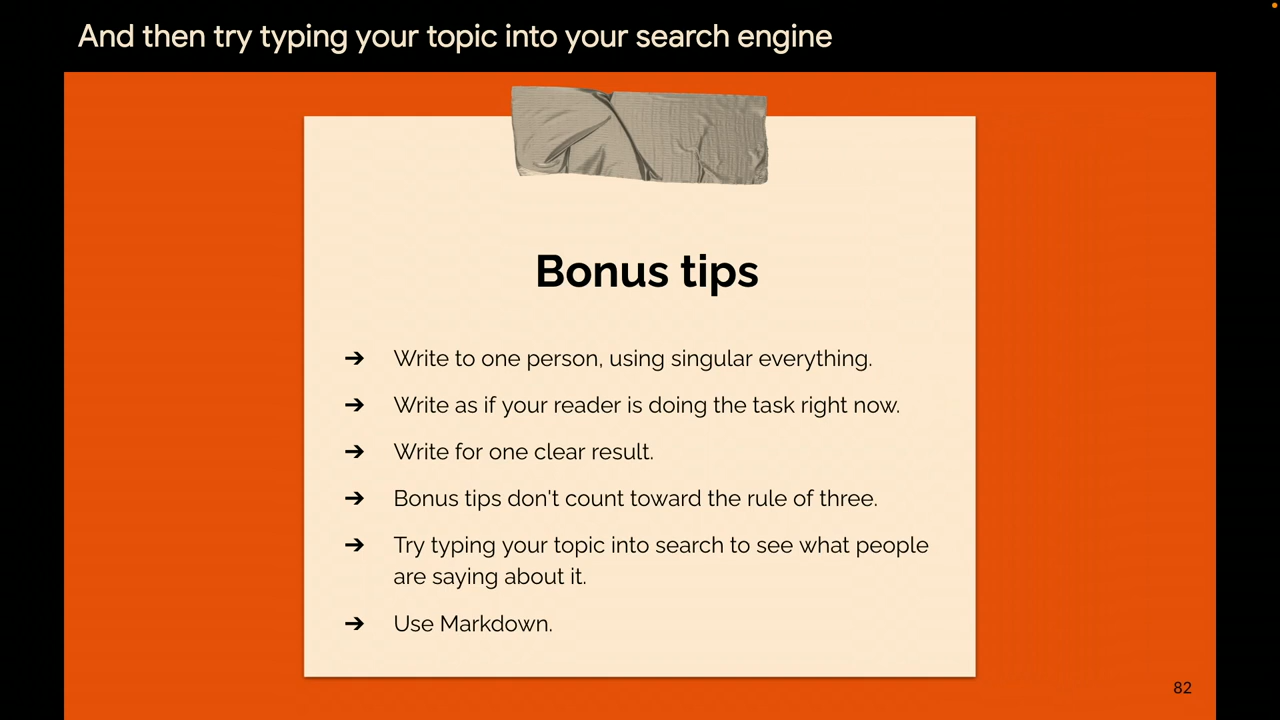 And then try typing your topic into your search engine
Bonus tips
➔ Write to one person, using singular everything.
➔ Write as if your reader is doing the task right now.
➔ Write for one clear result.
➔ Bonus tips don't count toward the rule of three.
➔ Try typing your topic into search to see what people
are saying about it.
➔ Use Markdown.
82